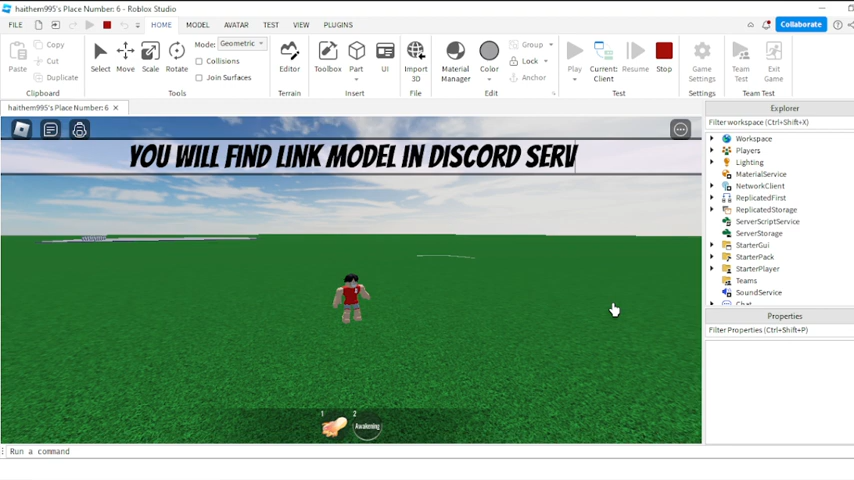 haithem995's Place Number: 6 - Roblox Studio
FILE HOME MODEL AVATAR TEST VIEW PLUGINS Collaborate
Paste Copy Cut Duplicate
Clipboard
Select Move Scale Rotate
Mode: Geometric
Collisions
Join Surfaces
Tools
Editor
Terrain
Toolbox Part UI
Insert
Import 3D
File
Material Manager Color
Group
Lock
Anchor
Edit
Play Current: Client Resume Stop
Test
Game Settings
Settings
Team Test Exit Game
Team Test
haithem995's Place Number: 6
YOU WILL FIND LINK MODEL IN DISCORD SERV
1 2
Awakening
Explorer
Filter workspace (Ctrl+Shift+X)
Workspace
Players
Lighting
MaterialService
NetworkClient
ReplicatedFirst
ReplicatedStorage
ServerScriptService
ServerStorage
StarterGui
StarterPack
StarterPlayer
Teams
SoundService
Chat
Properties
Filter Properties (Ctrl+Shift+P)
Run a command